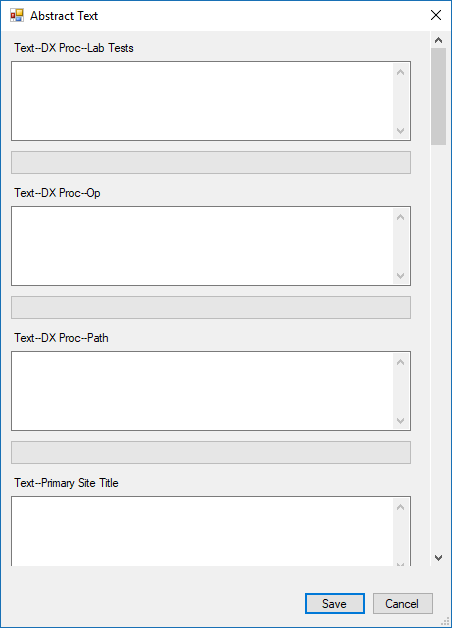 Abstract Text
Text--DX Proc--Lab Tests
Text--DX Proc--Op
Text--DX Proc--Path
Text--Primary Site Title
Save
Cancel